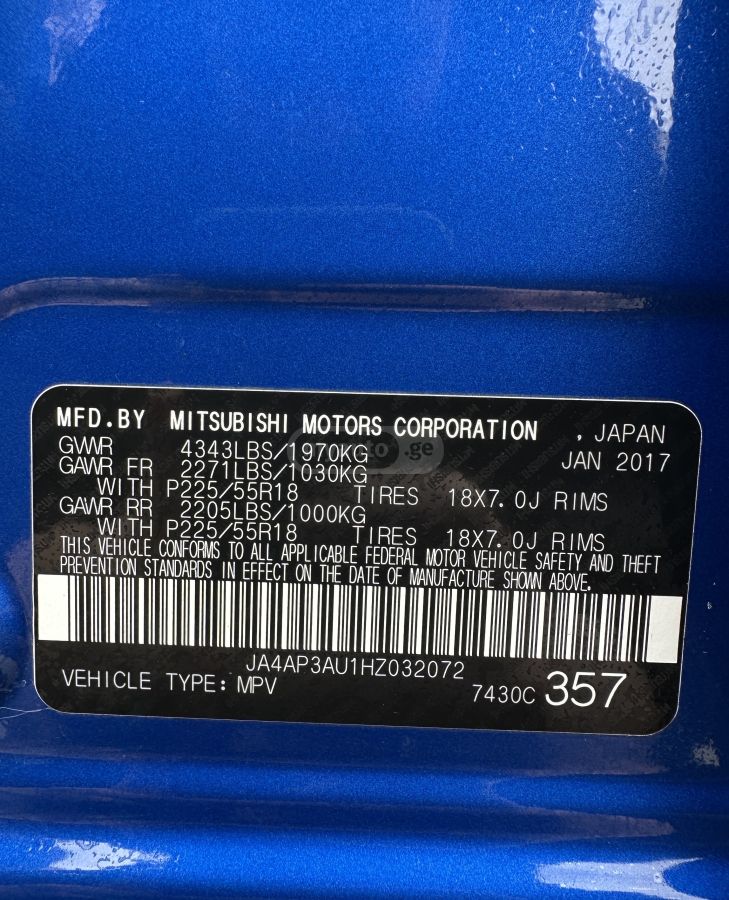 MFD.BY MITSUBISHI MOTORS CORPORATION , JAPAN
GVWR 4343LBS/1970KG JAN 2017
GAWR FR 2271LBS/1030KG
WITH P225/55R18 TIRES 18X7.0J RIMS
GAWR RR 2205LBS/1000KG
WITH P225/55R18 TIRES 18X7.0J RIMS
THIS VEHICLE CONFORMS TO ALL APPLICABLE FEDERAL MOTOR VEHICLE SAFETY AND THEFT
PREVENTION STANDARDS IN EFFECT ON THE DATE OF MANUFACTURE SHOWN ABOVE.
JA4AP3AU1HZ032072
VEHICLE TYPE: MPV 7430C 357
.ge